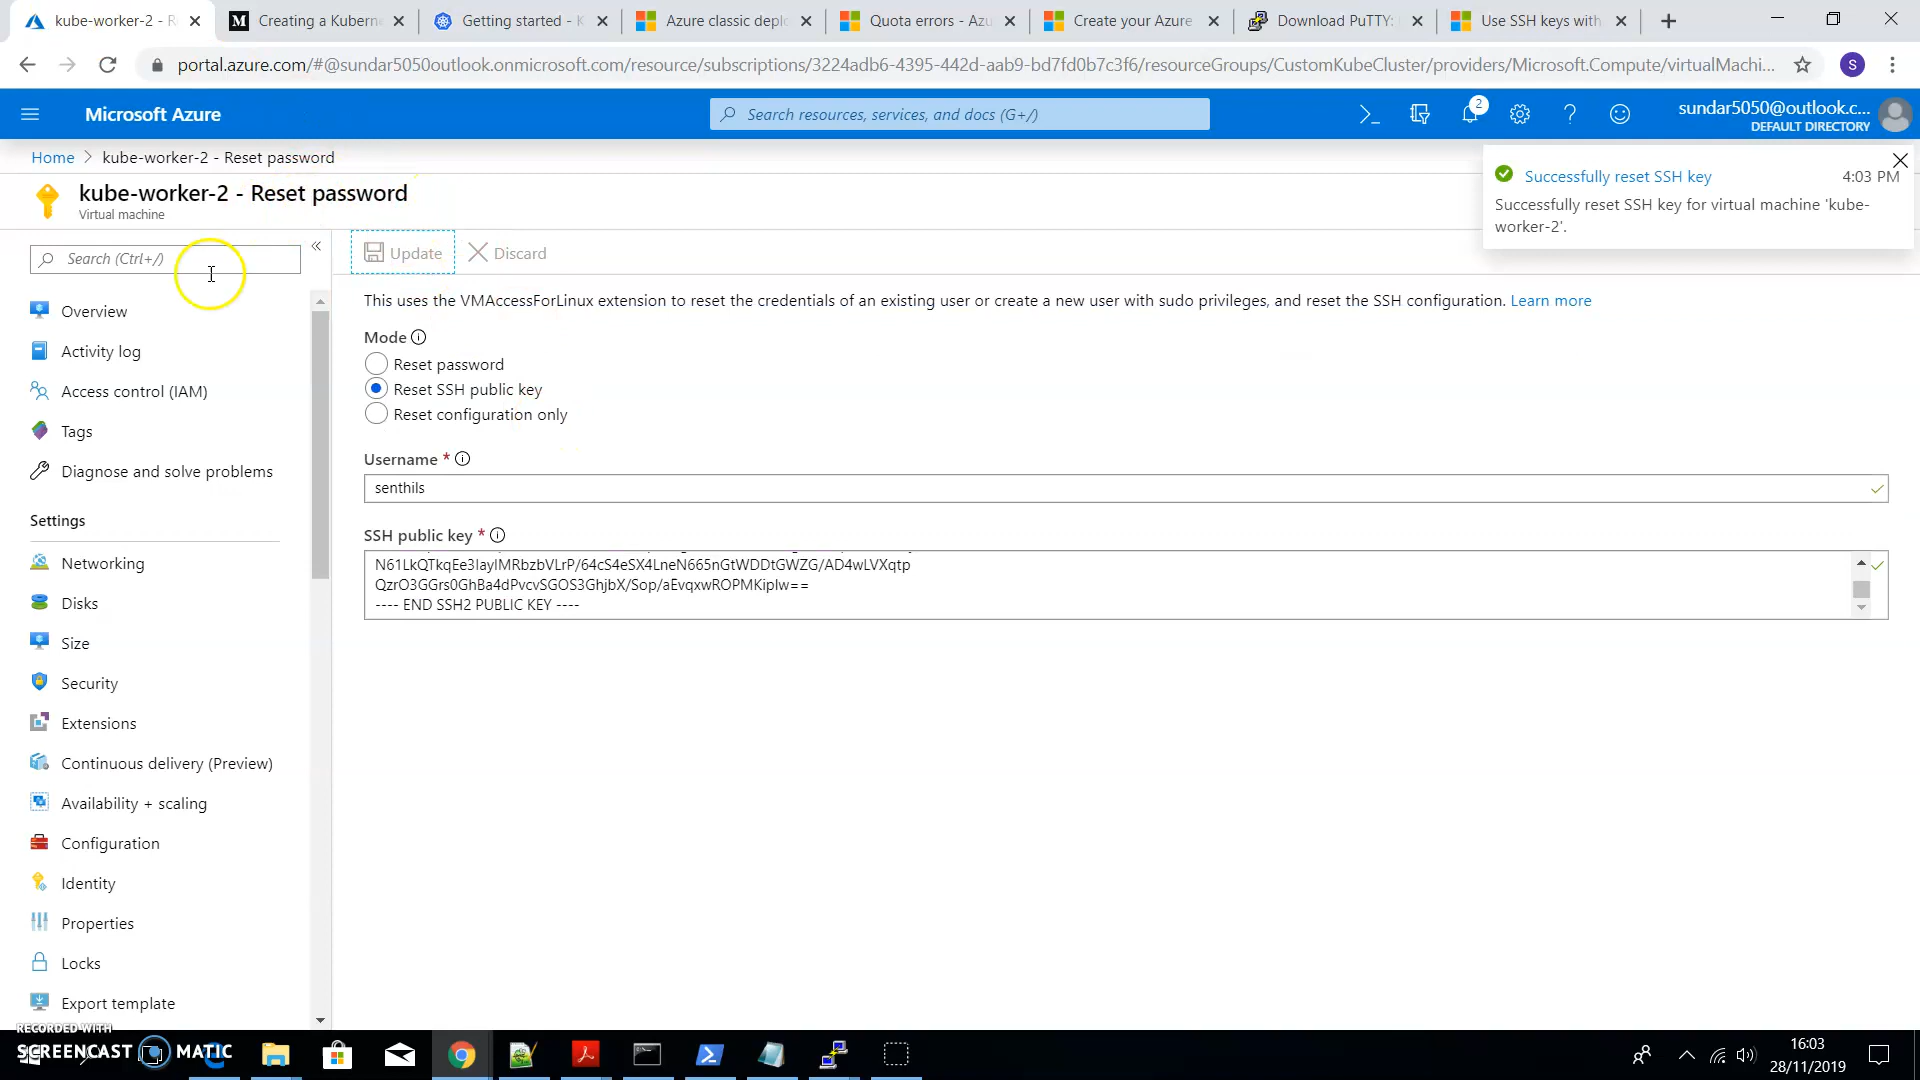 kube-worker-2 - R
Creating a Kubern
Getting started - K
Azure classic depl
Quota errors - Azu
Create your Azure
Download PuTTY:
Use SSH keys with
portal.azure.com/#@sundar5050outlook.onmicrosoft.com/resource/subscriptions/3224adb6-4395-442d-aab9-bd7fd0b7c3f6/resourceGroups/CustomKubeCluster/providers/Microsoft.Compute/virtualMachi...
S
Microsoft Azure
Search resources, services, and docs (G+/)
2
sundar5050@outlook.c...
DEFAULT DIRECTORY
Home > kube-worker-2 - Reset password
kube-worker-2 - Reset password
Virtual machine
Successfully reset SSH key
4:03 PM
Successfully reset SSH key for virtual machine 'kube-
worker-2'.
Search (Ctrl+/)
Overview
Activity log
Access control (IAM)
Tags
Diagnose and solve problems
Settings
Networking
Disks
Size
Security
Extensions
Continuous delivery (Preview)
Availability + scaling
Configuration
Identity
Properties
Locks
Export template
Update
Discard
This uses the VMAccessForLinux extension to reset the credentials of an existing user or create a new user with sudo privileges, and reset the SSH configuration. Learn more
Mode
Reset password
Reset SSH public key
Reset configuration only
Username *
senthils
SSH public key *
N61LkQTkqEe3IayIMRbzbVLrP/64cS4eSX4LneN665nGtWDDtGWZG/AD4wLVXqtp
QzrO3GGrs0GhBa4dPvcvSGOS3GhjbX/Sop/aEvqxwROPMKipIw==
---- END SSH2 PUBLIC KEY ----
RECORDED WITH
SCREENCAST MATIC
16:03
28/11/2019